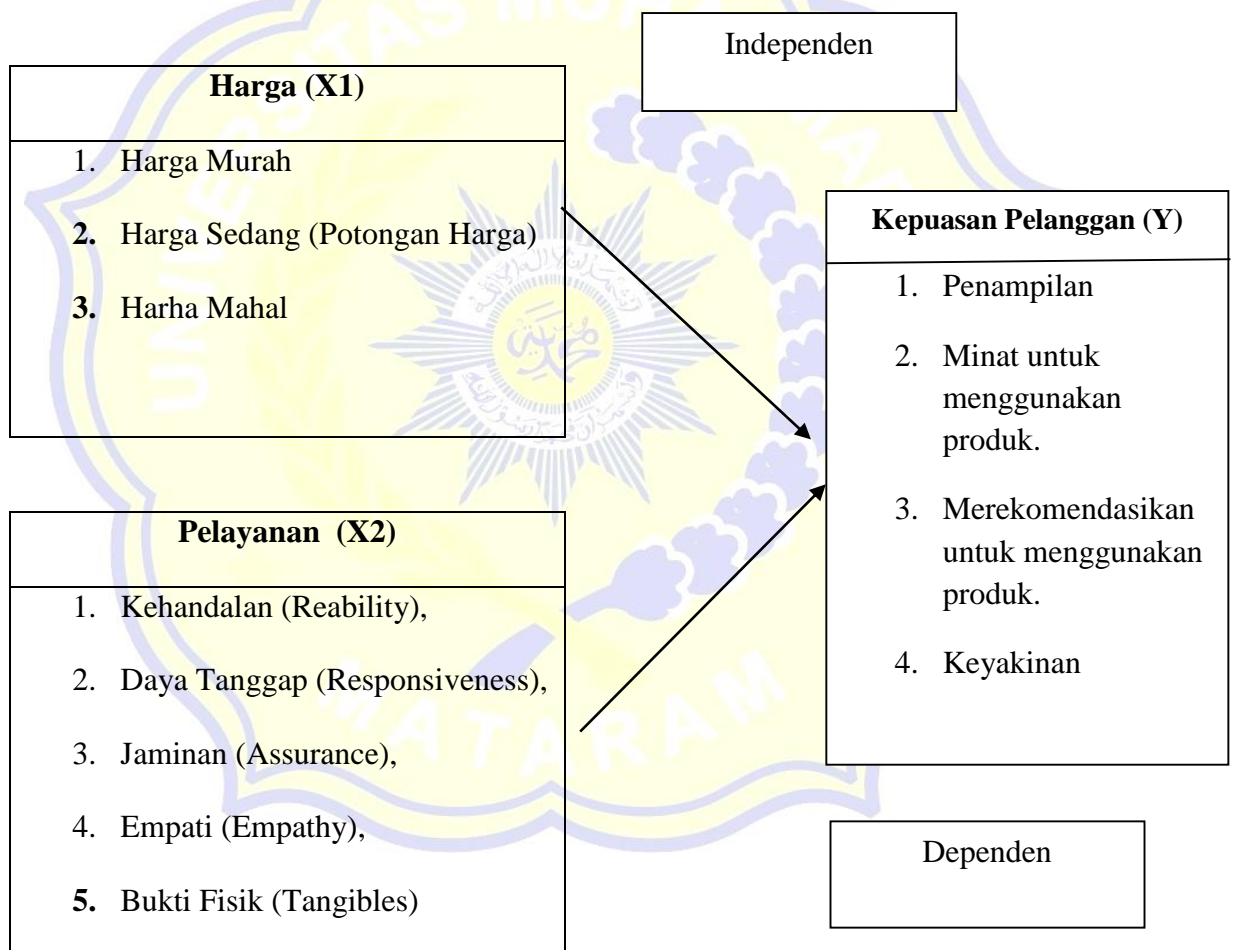 Independen
Harga (X1)
1. Harga Murah
2. Harga Sedang (Potongan Harga)
3. Harha Mahal
Pelayanan (X2)
1. Kehandalan (Reability),
2. Daya Tanggap (Responsiveness),
3. Jaminan (Assurance),
4. Empati (Empathy),
5. Bukti Fisik (Tangibles)
Kepuasan Pelanggan (Y)
1. Penampilan
2. Minat untuk
menggunakan
produk.
3. Merekomendasikan
untuk menggunakan
produk.
4. Keyakinan
Dependen
MATARAM